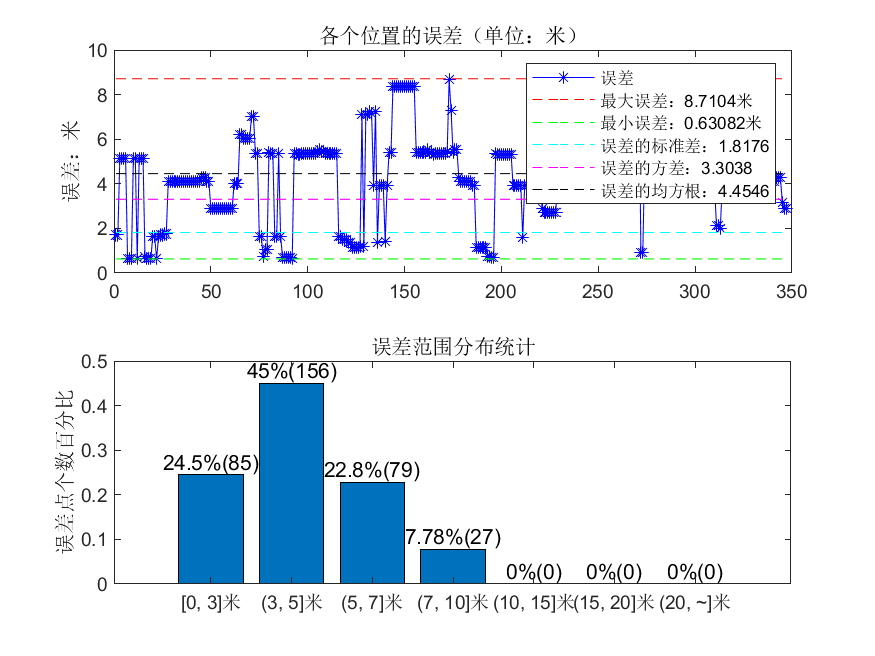 各个位置的误差（单位：米）
10
8
6
4
2
0
误差：米
误差
最大误差：8.7104米
最小误差：0.63082米
误差的标准差：1.8176
误差的方差：3.3038
误差的均方根：4.4546
0 50 100 150 200 250 300 350
误差范围分布统计
0.5
0.4
0.3
0.2
0.1
0
误差点个数百分比
24.5%(85)
45%(156)
22.8%(79)
7.78%(27)
0%(0)
0%(0)
0%(0)
[0, 3]米 (3, 5]米 (5, 7]米 (7, 10]米 (10, 15]米 (15, 20]米 (20, ~]米